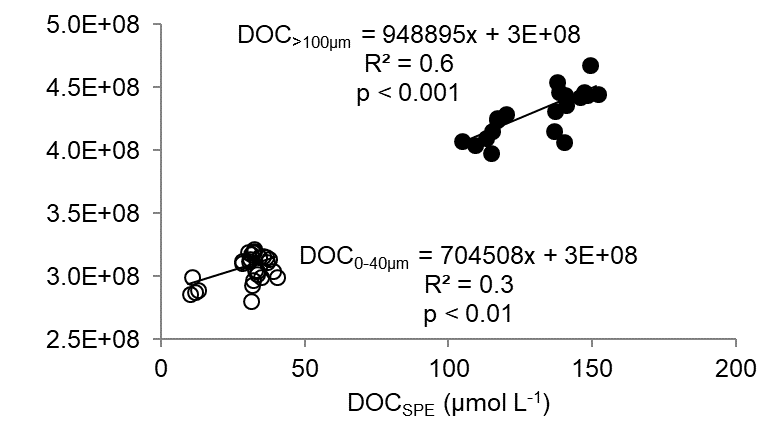 5.0E+08
4.5E+08
4.0E+08
3.5E+08
3.0E+08
2.5E+08
DOC>100µm = 948895x + 3E+08
R² = 0.6
p < 0.001
DOC0-40µm = 704508x + 3E+08
R² = 0.3
p < 0.01
0 50 100 150 200
DOCSPE (µmol L-1)